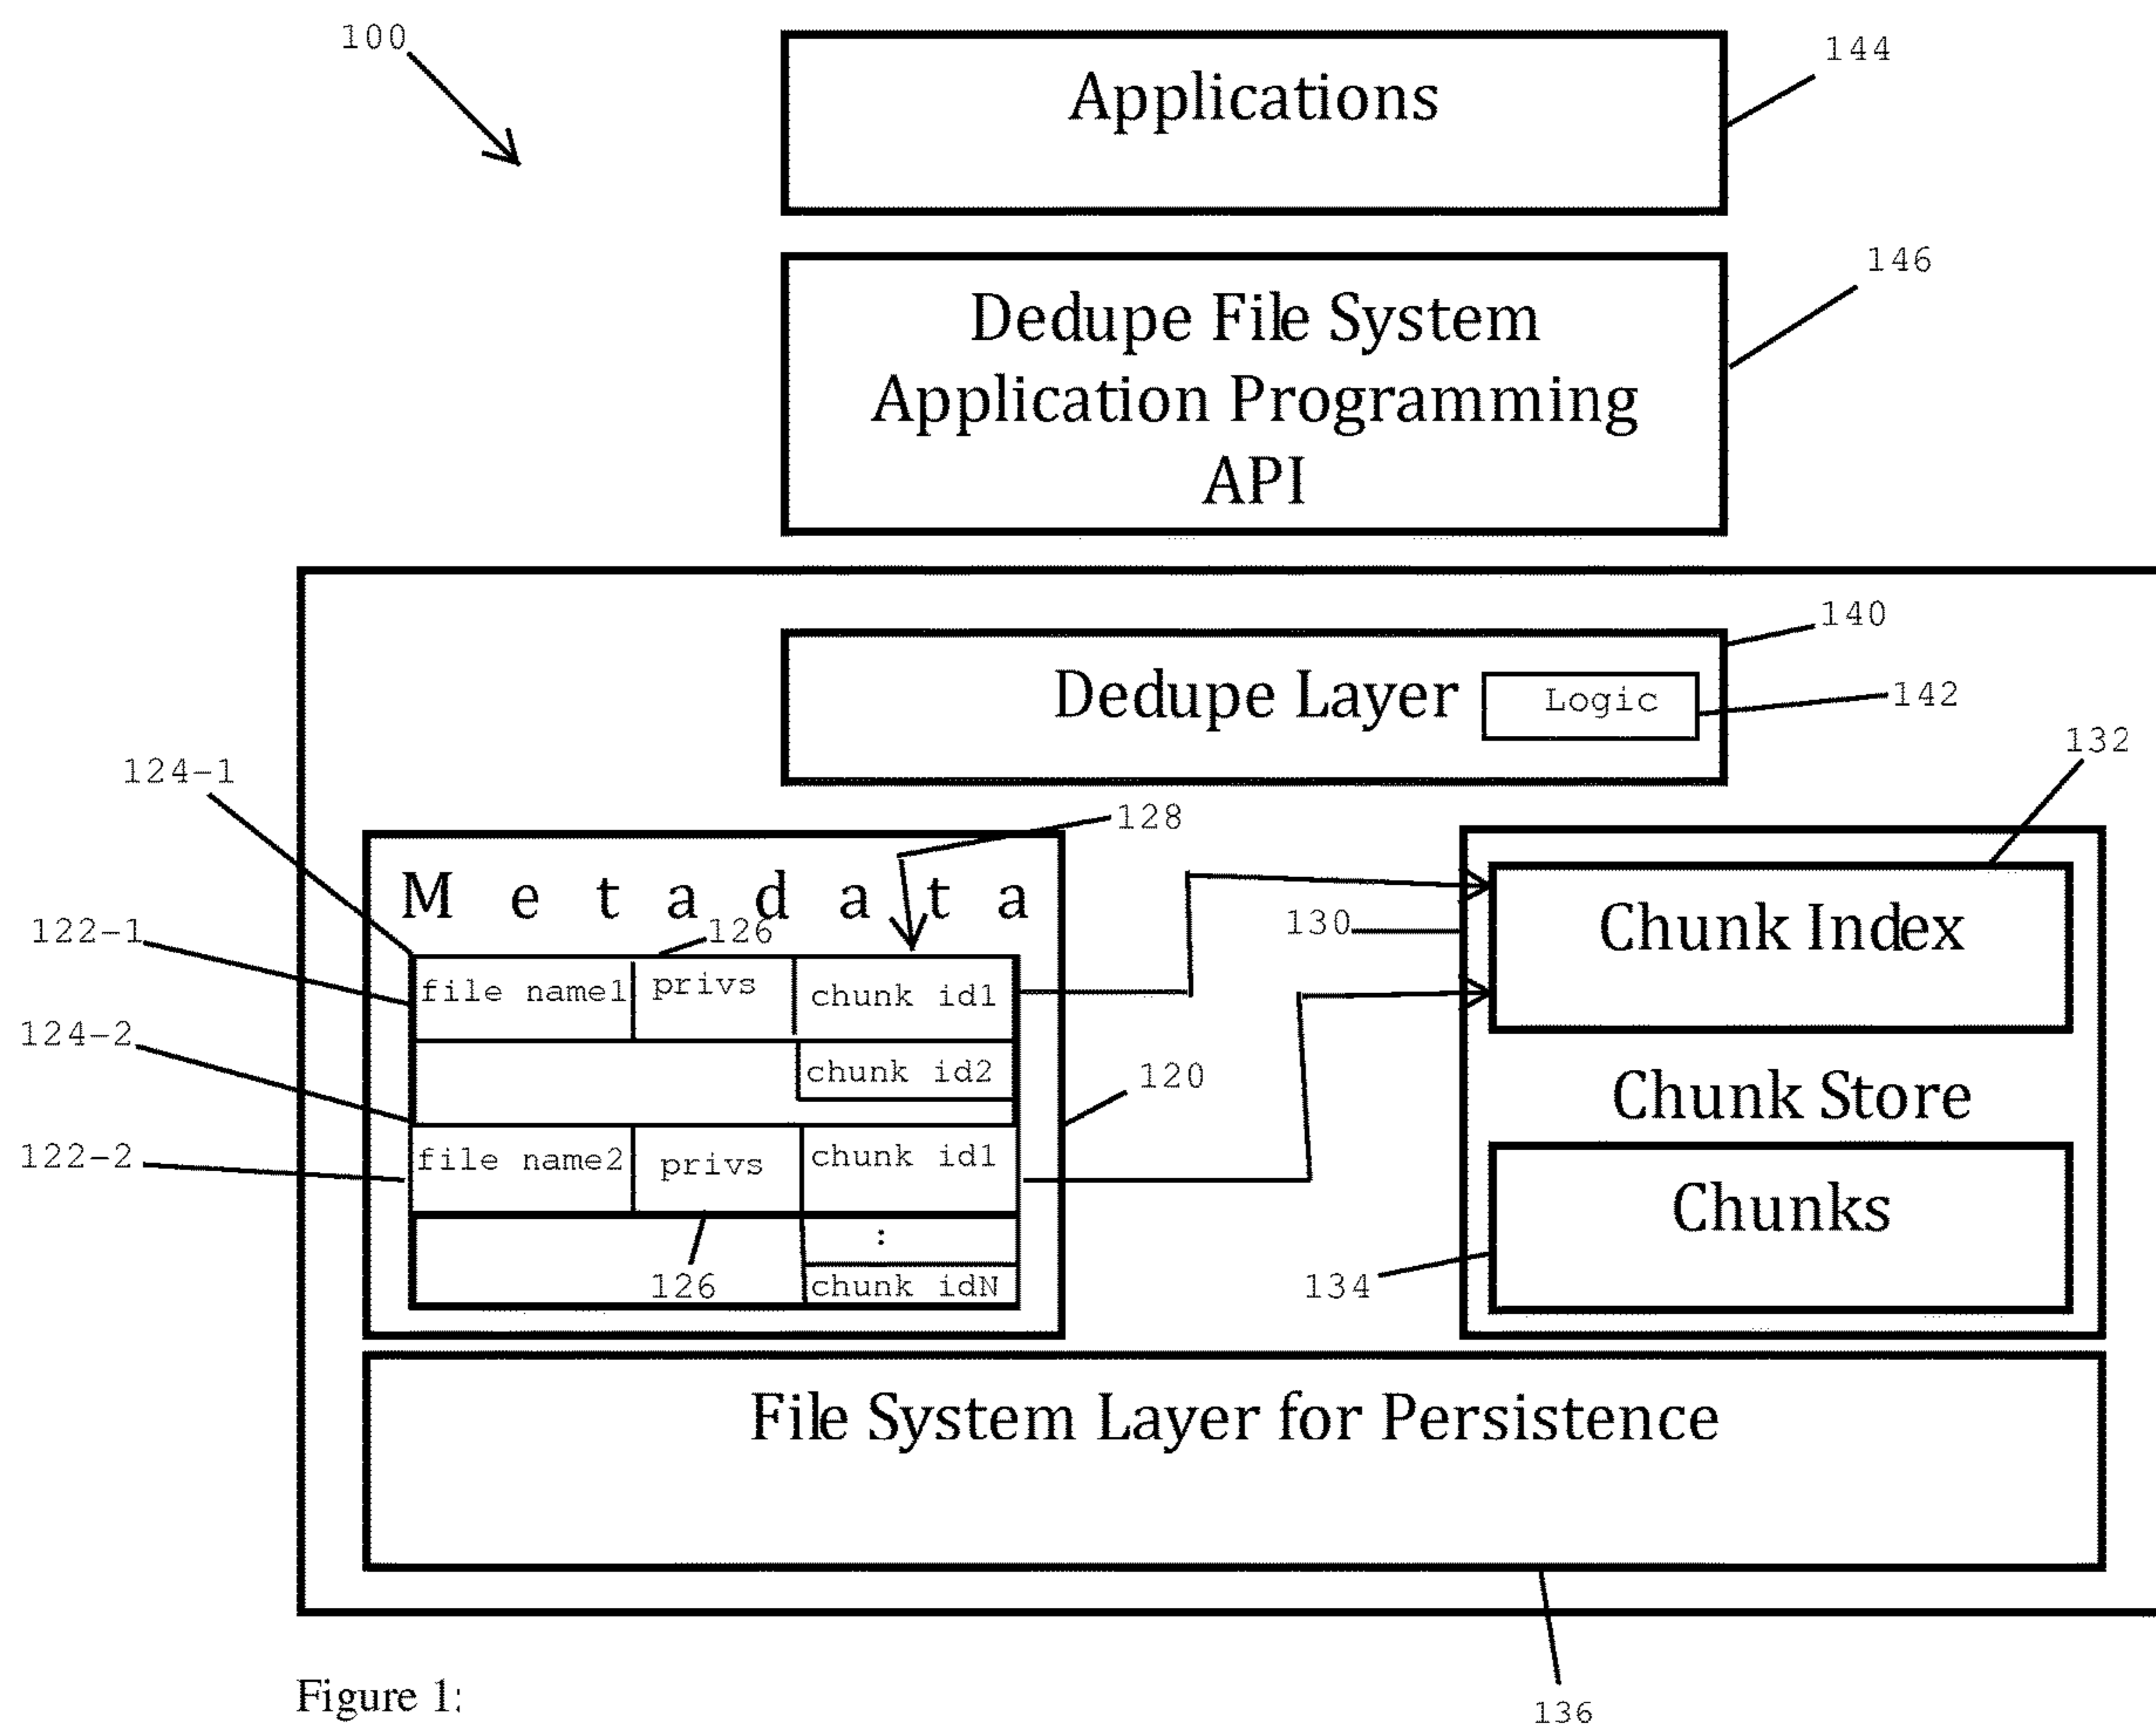 100
Applications
144
Dedupe File System
Application Programming
API
146
140
Dedupe Layer
Logic
142
132
124-1
128
Metadata
122-1
126
130
Chunk Index
file name1 privs chunk id1
124-2
chunk id2
120
Chunk Store
122-2
file name2 privs chunk id1
Chunks
:
126
chunk idN
134
File System Layer for Persistence
Figure 1:
136